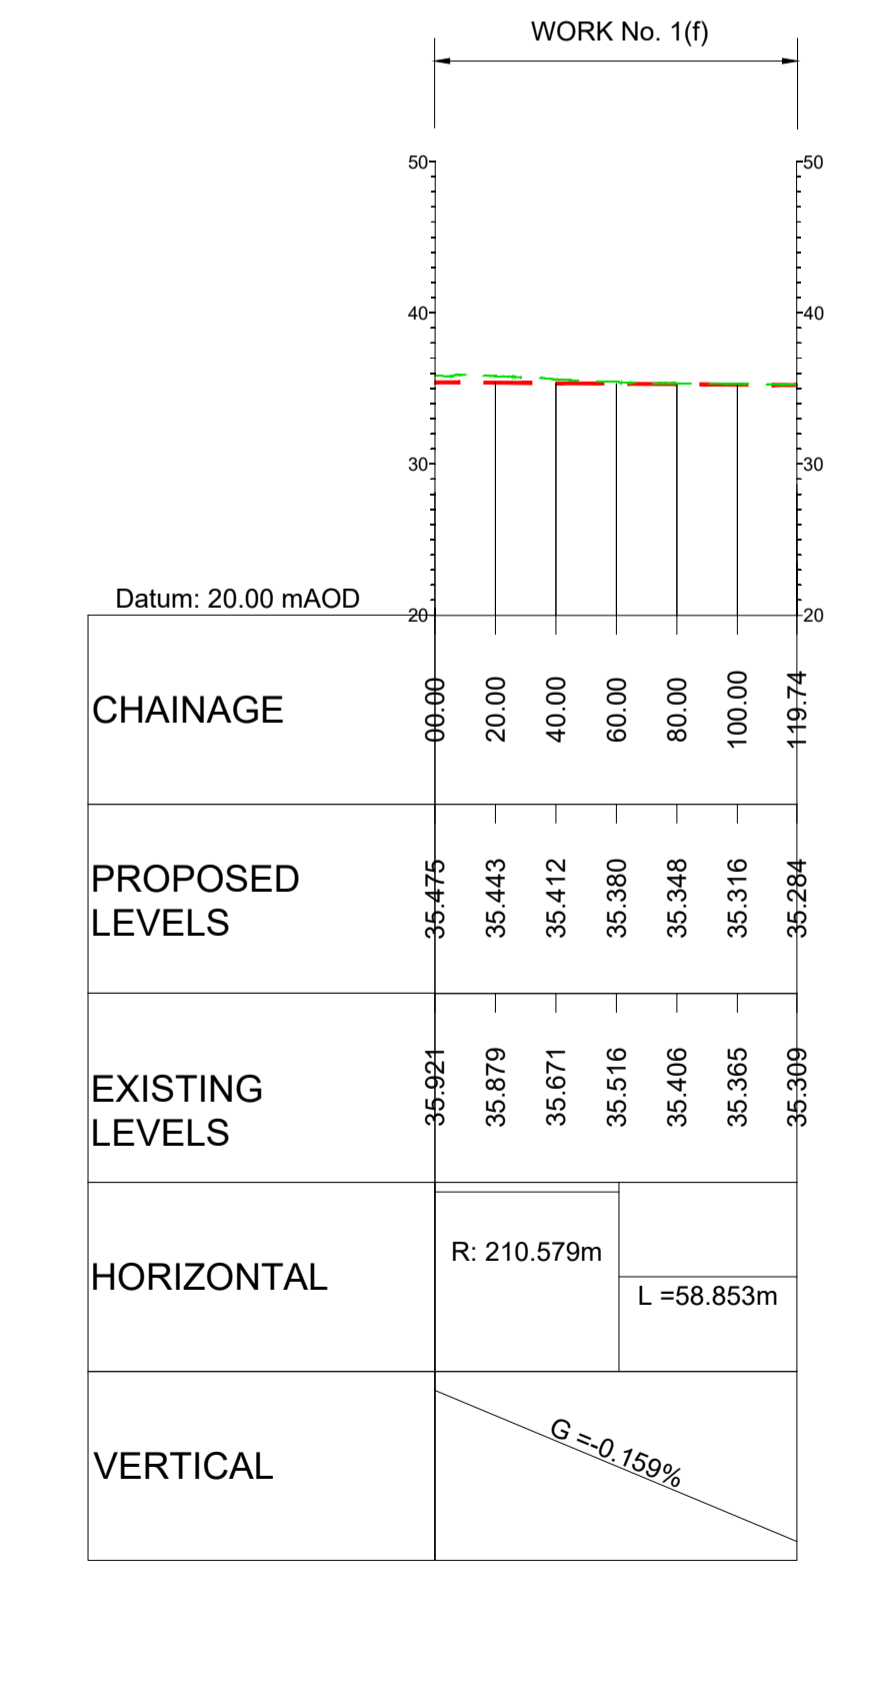 WORK No. 1(f)
50 50
40 40
30 30
Datum: 20.00 mAOD
20 20
CHAINAGE
00.00 20.00 40.00 60.00 80.00 100.00 119.74
PROPOSED
LEVELS
35.475 35.443 35.412 35.380 35.348 35.316 35.284
EXISTING
LEVELS
35.921 35.879 35.671 35.516 35.406 35.365 35.309
HORIZONTAL
R: 210.579m
L =58.853m
VERTICAL
G =-0.159%